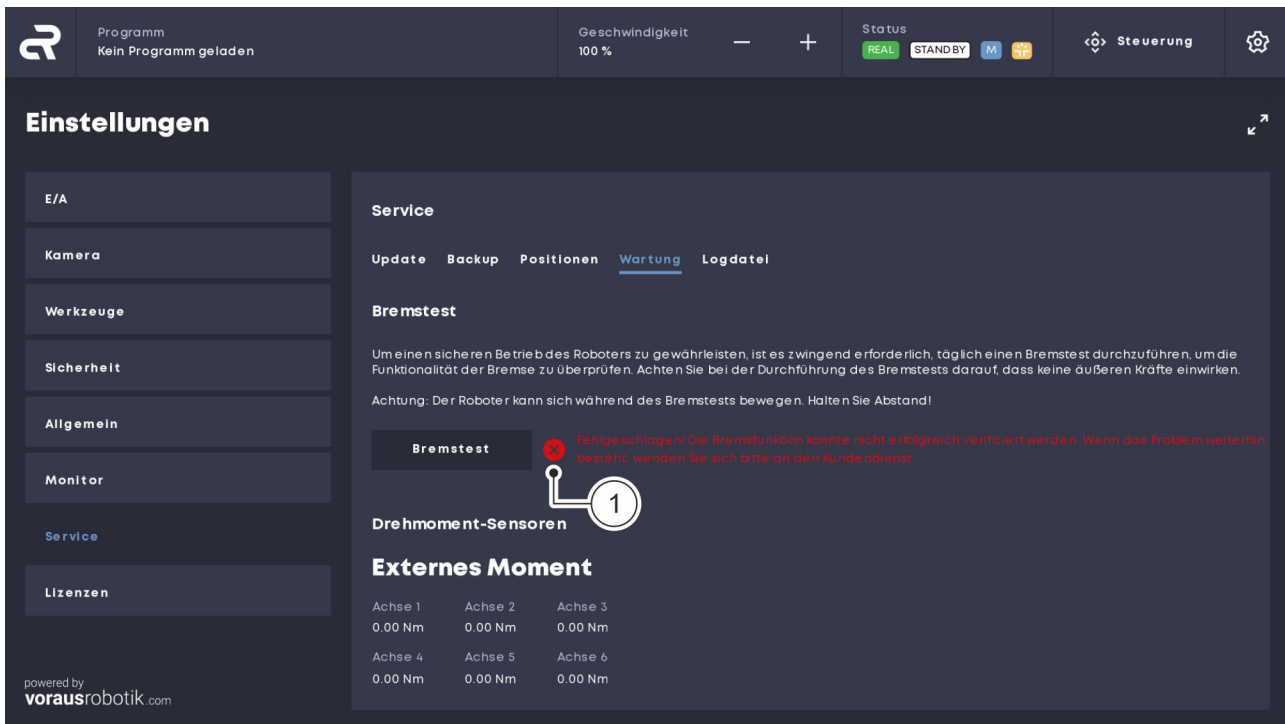 Programm
Kein Programm geladen
Geschwindigkeit
100 %
Status
REAL STANDBY M
Steuerung
Einstellungen
E/A
Kamera
Werkzeuge
Sicherheit
Allgemein
Monitor
Service
Lizenzen
powered by
vorausrobotik.com
Service
Update Backup Positionen Wartung Logdatei
Bremstest
Um einen sicheren Betrieb des Roboters zu gewährleisten, ist es zwingend erforderlich, täglich einen Bremstest durchzuführen, um die
Funktionalität der Bremse zu überprüfen. Achten Sie bei der Durchführung des Bremstests darauf, dass keine äußeren Kräfte einwirken.
Achtung: Der Roboter kann sich während des Bremstests bewegen. Halten Sie Abstand!
Bremstest
Fehlgeschlagen! Die Bremsfunktion konnte nicht erfolgreich verifiziert werden. Wenn das Problem weiterhin
besteht, wenden Sie sich bitte an den Kundendienst.
1
Drehmoment-Sensoren
Externes Moment
Achse 1 Achse 2 Achse 3
0.00 Nm 0.00 Nm 0.00 Nm
Achse 4 Achse 5 Achse 6
0.00 Nm 0.00 Nm 0.00 Nm